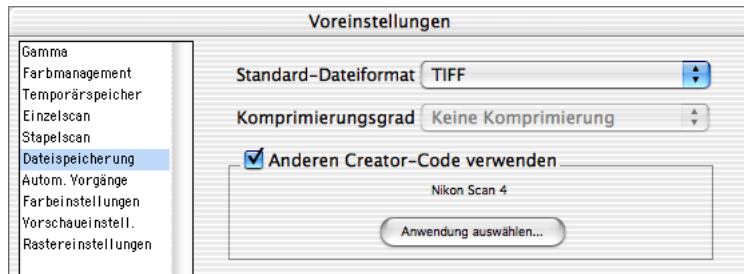 Voreinstellungen
Gamma
Farbmanagement
Temporärspeicher
Einzelscan
Stapelscan
Dateispeicherung
Autom. Vorgänge
Farbeinstellungen
Vorschaueinstell.
Rastereinstellungen
Standard-Dateiformat TIFF
Komprimierungsgrad Keine Komprimierung
Anderen Creator-Code verwenden
Nikon Scan 4
Anwendung auswählen...